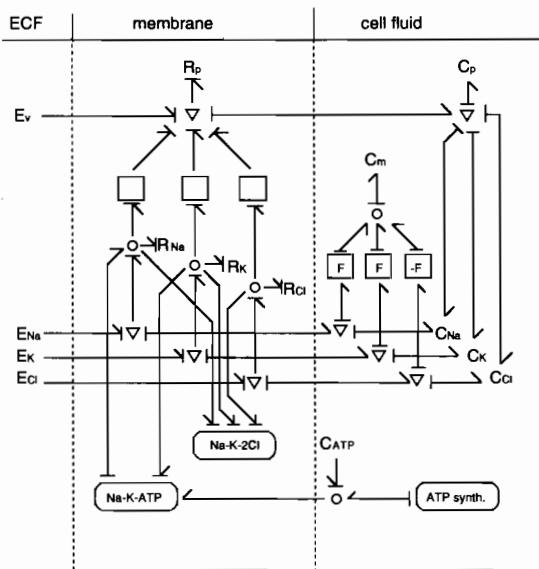 ECF membrane cell fluid
Rp Cp
Ev
Cm
RNa
RK F F -F
RCl
ENa CNa
EK CK
ECl CCl
Na-K-2Cl CATP
Na-K-ATP ATP synth.